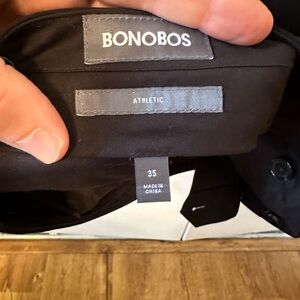 BONOBOS
ATHLETIC
35
MADE IN
CHINA